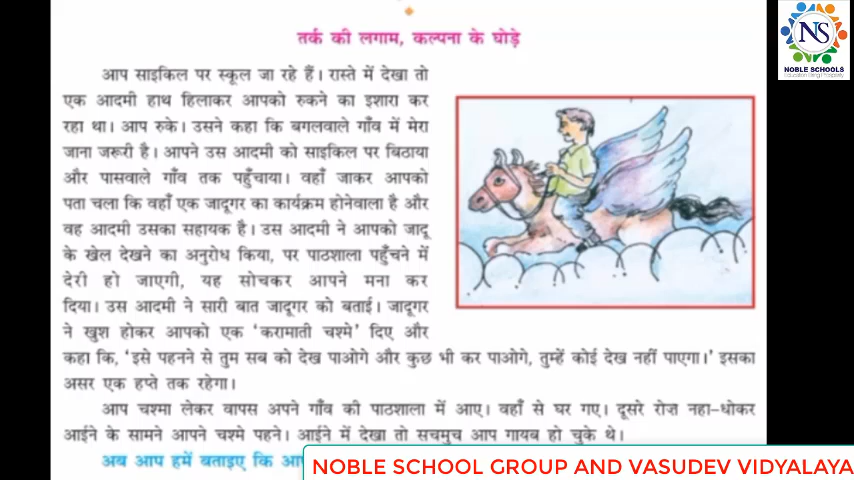 तर्क की लगाम, कल्पना के घोड़े
NS
NOBLE SCHOOLS
आप साइकिल पर स्कूल जा रहे हैं। रास्ते में देखा तो
एक आदमी हाथ हिलाकर आपको रुकने का इशारा कर
रहा था। आप रुके। उसने कहा कि बगलवाले गाँव में मेरा
जाना जरूरी है। आपने उस आदमी को साइकिल पर बिठाया
और पासवाले गाँव तक पहुँचाया। वहाँ जाकर आपको
पता चला कि वहाँ एक जादूगर का कार्यक्रम होनेवाला है और
वह आदमी उसका सहायक है। उस आदमी ने आपको जादू
के खेल देखने का अनुरोध किया, पर पाठशाला पहुँचने में
देरी हो जाएगी, यह सोचकर आपने मना कर
दिया। उस आदमी ने सारी बात जादूगर को बताई। जादूगर
ने खुश होकर आपको एक ‘करामाती चश्मे’ दिए और
कहा कि, ‘इसे पहनने से तुम सब को देख पाओगे और कुछ भी कर पाओगे, तुम्हें कोई देख नहीं पाएगा।’ इसका
असर एक हप्ते तक रहेगा।
आप चश्मा लेकर वापस अपने गाँव की पाठशाला में आए। वहाँ से घर गए। दूसरे रोज नहा-धोकर
आईने के सामने आपने चश्मे पहने। आईने में देखा तो सचमुच आप गायब हो चुके थे।
अब आप हमें बताइए कि
NOBLE SCHOOL GROUP AND VASUDEV VIDYALAYA